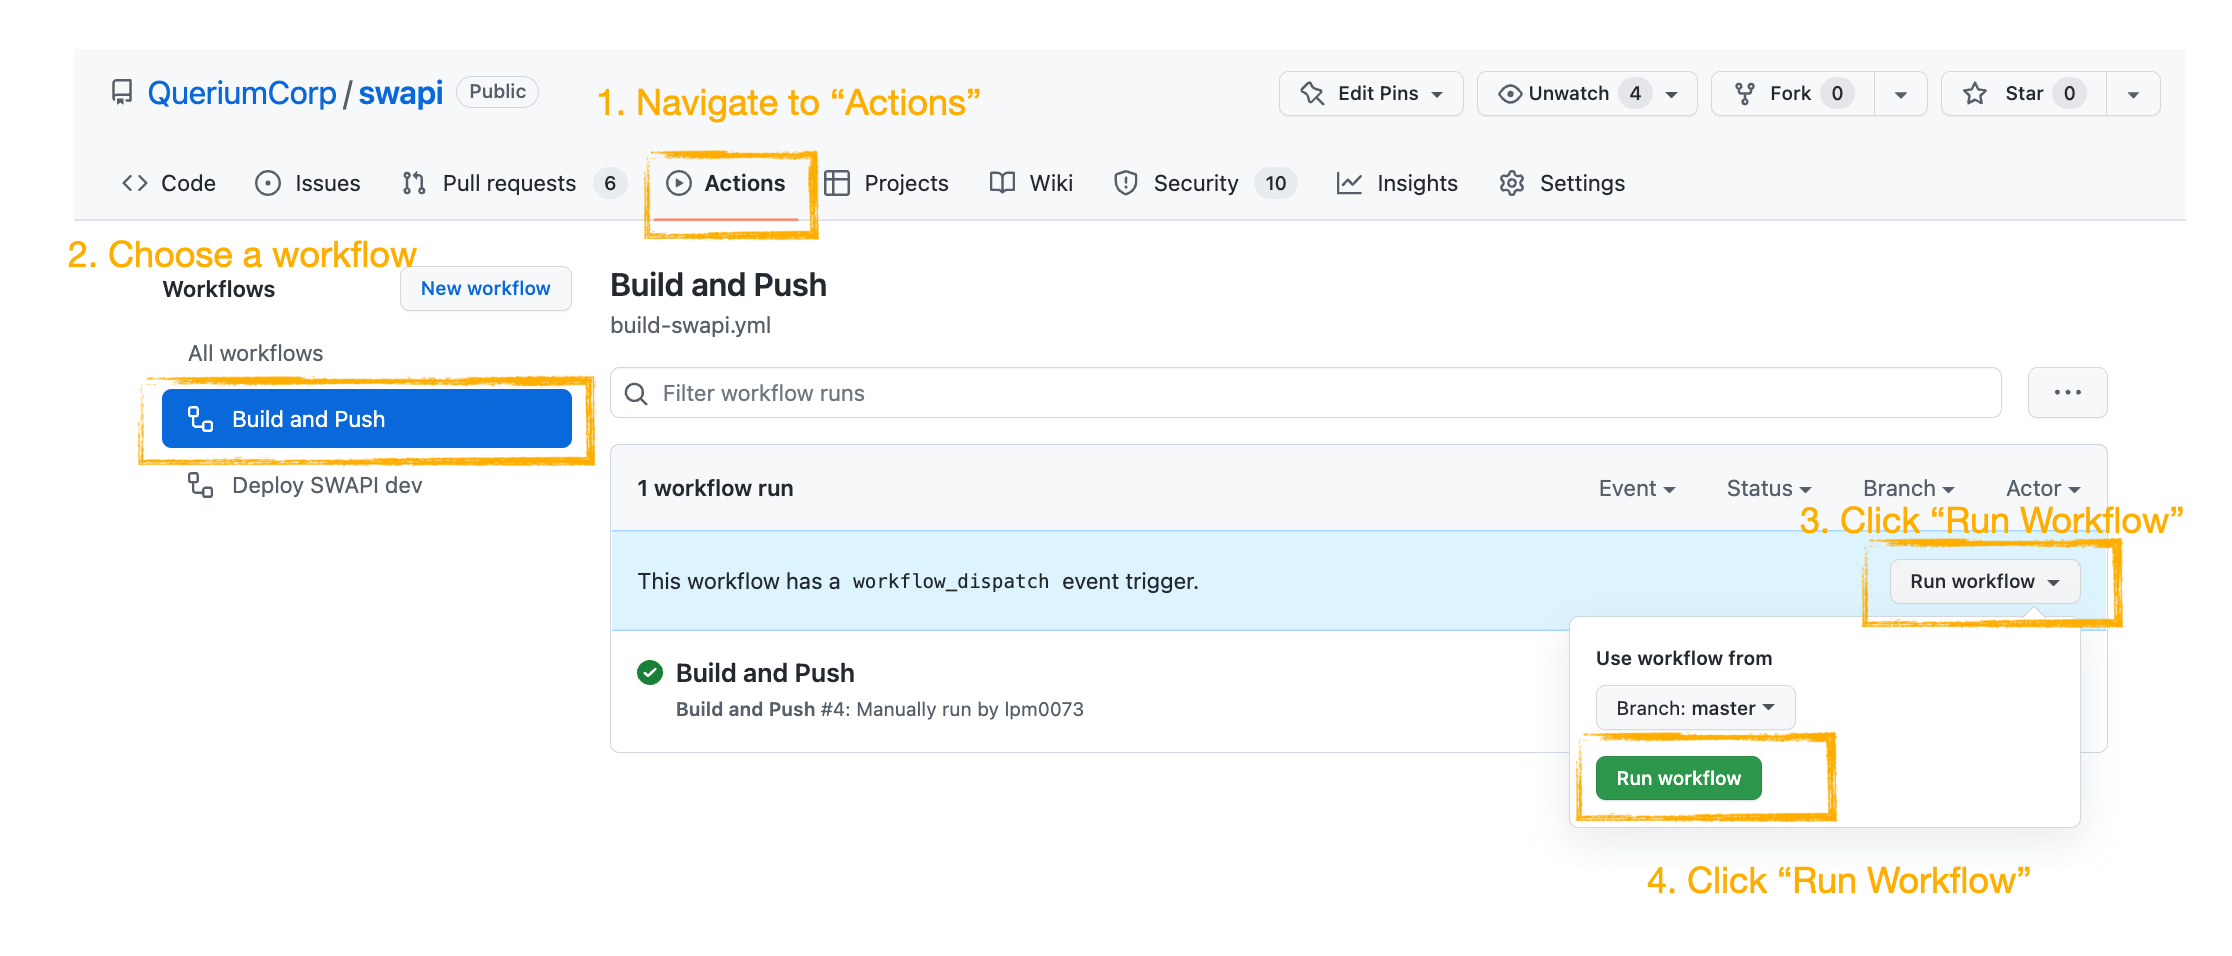 QueriumCorp / swapi Public
1. Navigate to “Actions”
Edit Pins
Unwatch 4
Fork 0
Star 0
Code
Issues
Pull requests 6
Actions
Projects
Wiki
Security 10
Insights
Settings
2. Choose a workflow
Workflows
New workflow
All workflows
Build and Push
Deploy SWAPI dev
Build and Push
build-swapi.yml
Filter workflow runs
1 workflow run
Event
Status
Branch
Actor
3. Click “Run Workflow”
This workflow has a workflow_dispatch event trigger.
Run workflow
Build and Push
Build and Push #4: Manually run by lpm0073
Use workflow from
Branch: master
Run workflow
4. Click “Run Workflow”